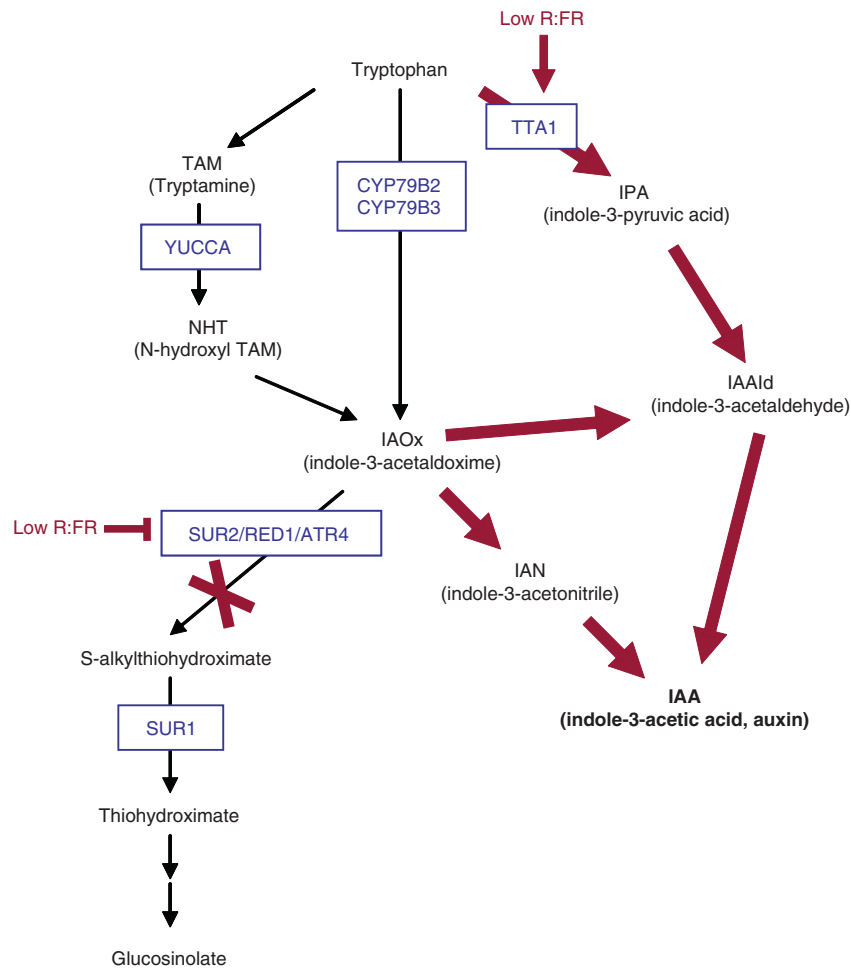 Low R:FR
Tryptophan
TTA1
TAM
(Tryptamine)
CYP79B2
CYP79B3
IPA
(indole-3-pyruvic acid)
YUCCA
NHT
(N-hydroxyl TAM)
IAAld
(indole-3-acetaldehyde)
IAOx
(indole-3-acetaldoxime)
Low R:FR
SUR2/RED1/ATR4
IAN
(indole-3-acetonitrile)
S-alkylthiohydroximate
IAA
(indole-3-acetic acid, auxin)
SUR1
Thiohydroximate
Glucosinolate